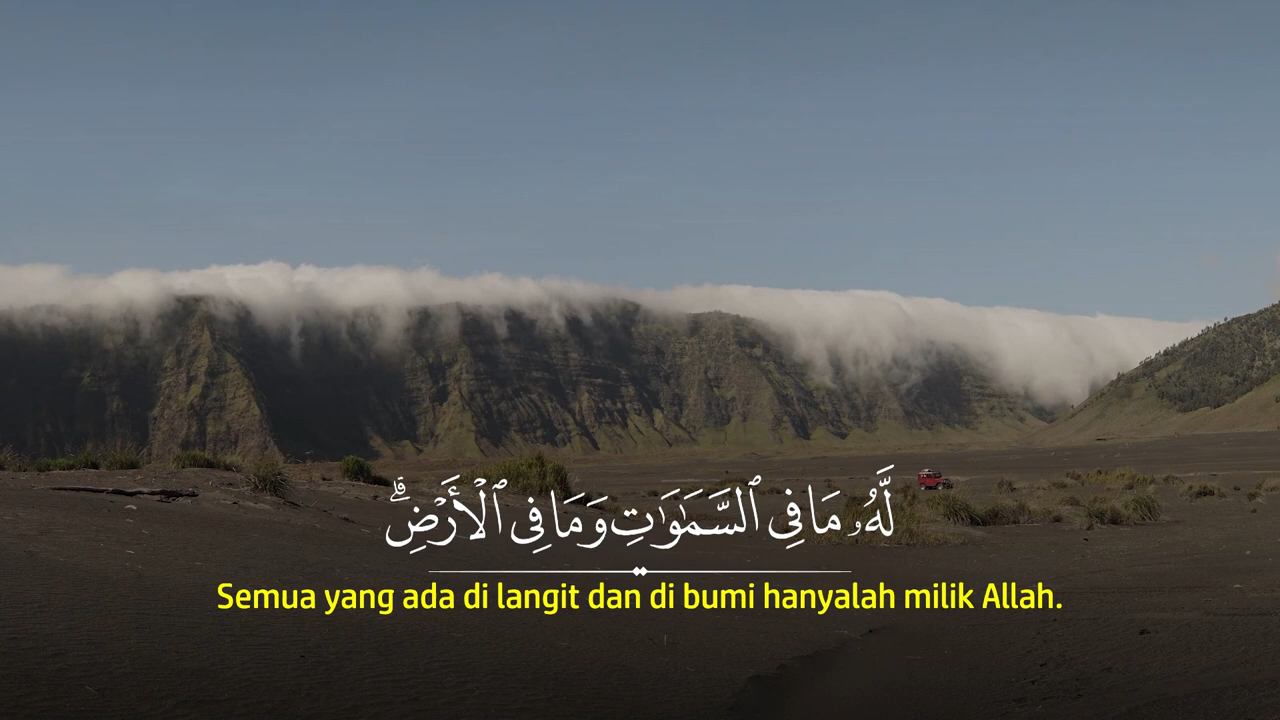 لَّهُۥ مَا فِى ٱلسَّمَـٰوَٰتِ وَمَا فِى ٱلْأَرْضِ ۗ
Semua yang ada di langit dan di bumi hanyalah milik Allah.